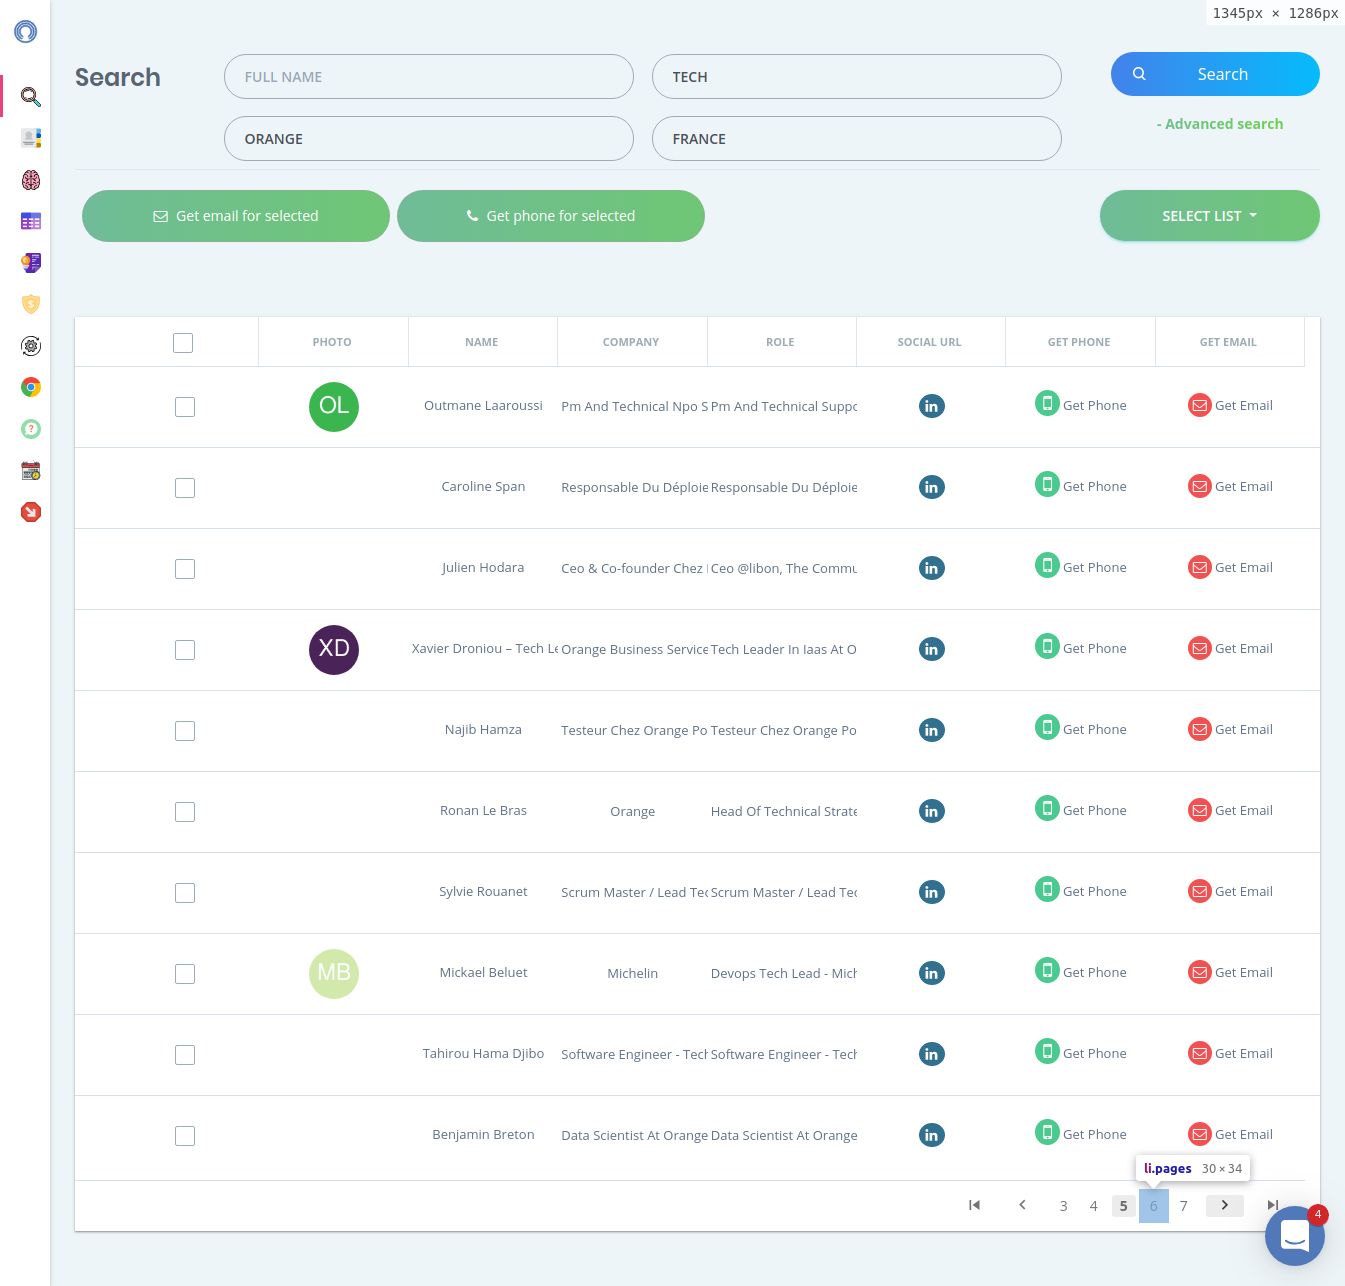 1345px × 1286px
Search
FULL NAME
TECH
Search
ORANGE
FRANCE
- Advanced search
Get email for selected
Get phone for selected
SELECT LIST
PHOTO NAME COMPANY ROLE SOCIAL URL GET PHONE GET EMAIL
OL Outmane Laaroussi Pm And Technical Npo S Pm And Technical Suppo in Get Phone Get Email
Caroline Span Responsable Du Déploie Responsable Du Déploie in Get Phone Get Email
Julien Hodara Ceo & Co-founder Chez Ceo @libon, The Commu in Get Phone Get Email
XD Xavier Droniou – Tech Le Orange Business Service Tech Leader In Iaas At O in Get Phone Get Email
Najib Hamza Testeur Chez Orange Po Testeur Chez Orange Po in Get Phone Get Email
Ronan Le Bras Orange Head Of Technical Strate in Get Phone Get Email
Sylvie Rouanet Scrum Master / Lead Tec Scrum Master / Lead Tec in Get Phone Get Email
MB Mickael Beluet Michelin Devops Tech Lead - Mich in Get Phone Get Email
Tahirou Hama Djibo Software Engineer - Tech Software Engineer - Tech in Get Phone Get Email
Benjamin Breton Data Scientist At Orange Data Scientist At Orange in Get Phone Get Email
li.pages 30 × 34
3 4 5 6 7
4